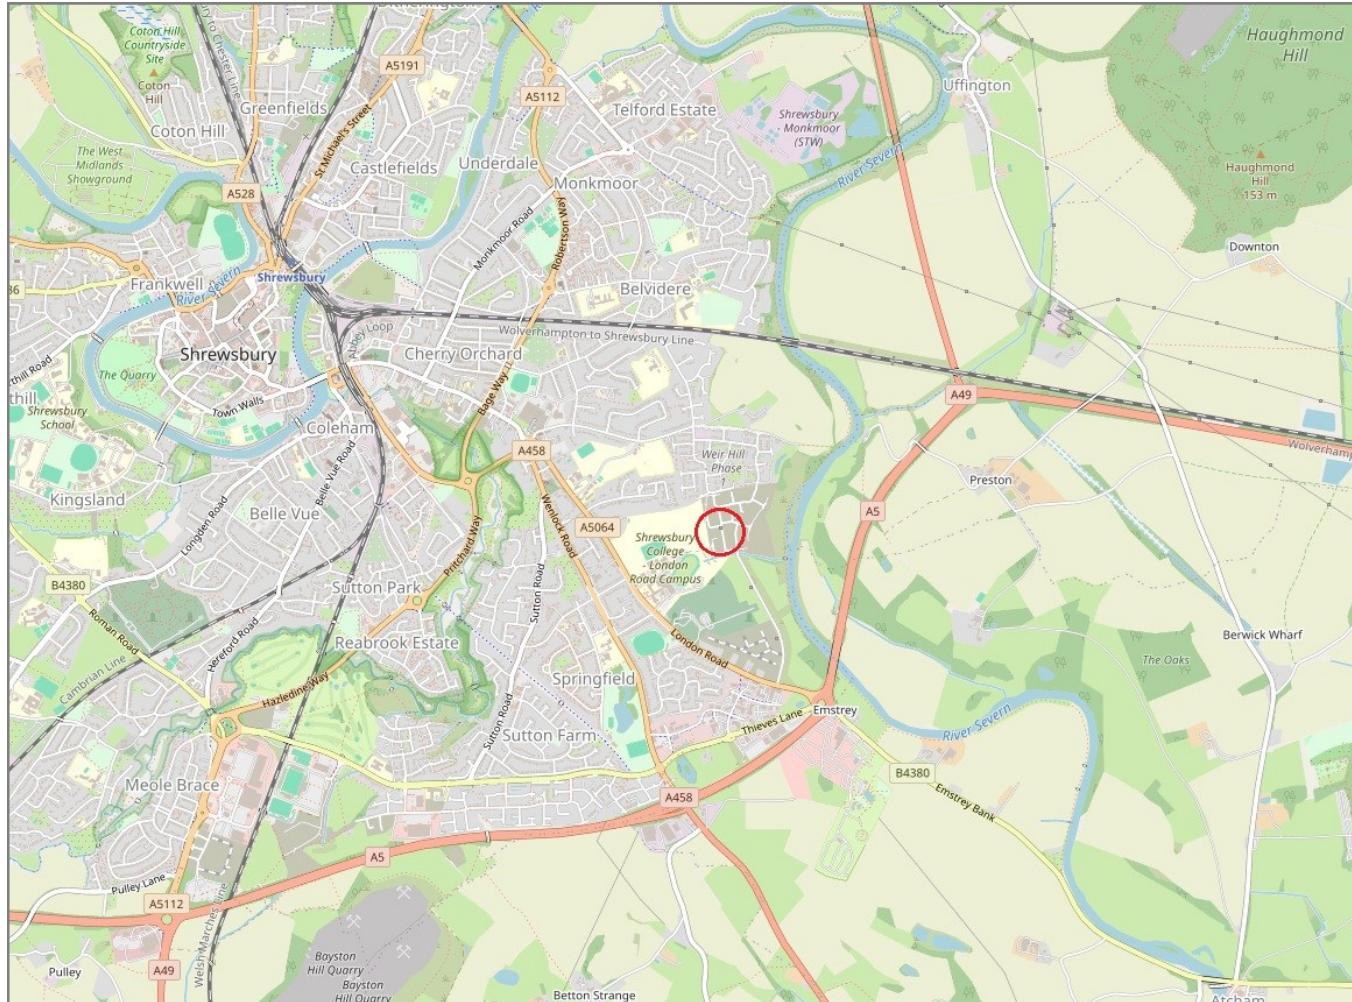 Coton Hill
Countryside
Site
Coton
Hill
Coton Hill
to Chester Line
Greenfields
A5191
St Michael's Street
A5112
Telford Estate
Shrewsbury
Monkmoor
(STW)
Uffington
Haughmond
Hill
Haughmond
Hill
153 m
Downton
The West
Midlands
Showground
A528
Castlefields
Underdale
Monkmoor
Monkmoor Road
Robertson Way
River Severn
Frankwell
River Severn
Shrewsbury
Belvidere
Abbey Loop
Wolverhampton to Shrewsbury Line
Shrewsbury
Cherry Orchard
The Quarry
Town Walls
Shrewsbury
School
Coleham
Bage Way
A49
Wolverhamp
Kingsland
Longden Road
Belle Vue Road
Belle Vue
A458
Weir Hill
Phase
1
Preston
A5
Wenlock Road
A5064
Shrewsbury
College
- London
Road Campus
Pritchard Way
Sutton Road
B4380
Roman Road
Sutton Park
Reabrook Estate
Hereford Road
Cambrian Line
Hazledine Way
London Road
Springfield
Berwick Wharf
The Oaks
Sutton Road
Sutton Farm
Thieves Lane
Emstrey
River Severn
Meole Brace
A458
B4380
Emstrey Bank
A5
Pulley Lane
A5112
Welsh Marches Line
A49
Pulley
Bayston
Hill Quarry
Bayston
Hill Quarry
Betton Strange
Atcham